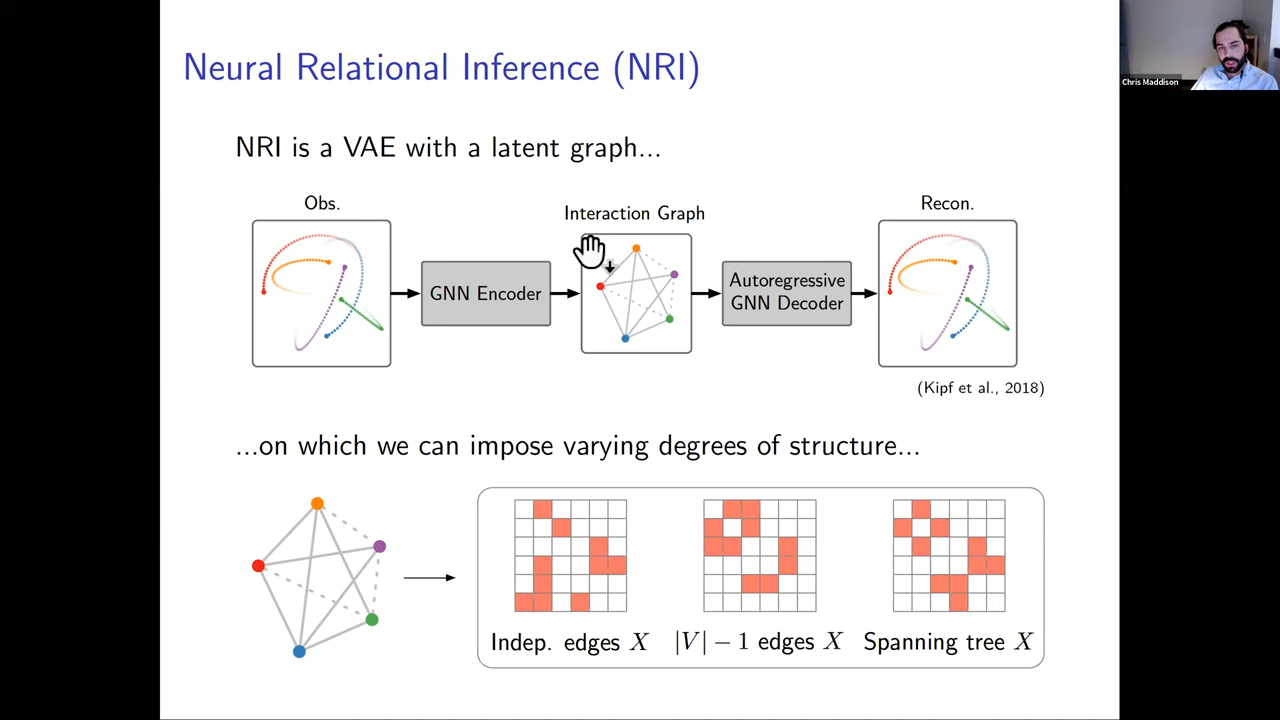 Neural Relational Inference (NRI)
Chris Maddison
NRI is a VAE with a latent graph...
Obs.
Interaction Graph
Recon.
GNN Encoder
Autoregressive
GNN Decoder
(Kipf et al., 2018)
...on which we can impose varying degrees of structure...
Indep. edges X
|V| − 1 edges X
Spanning tree X